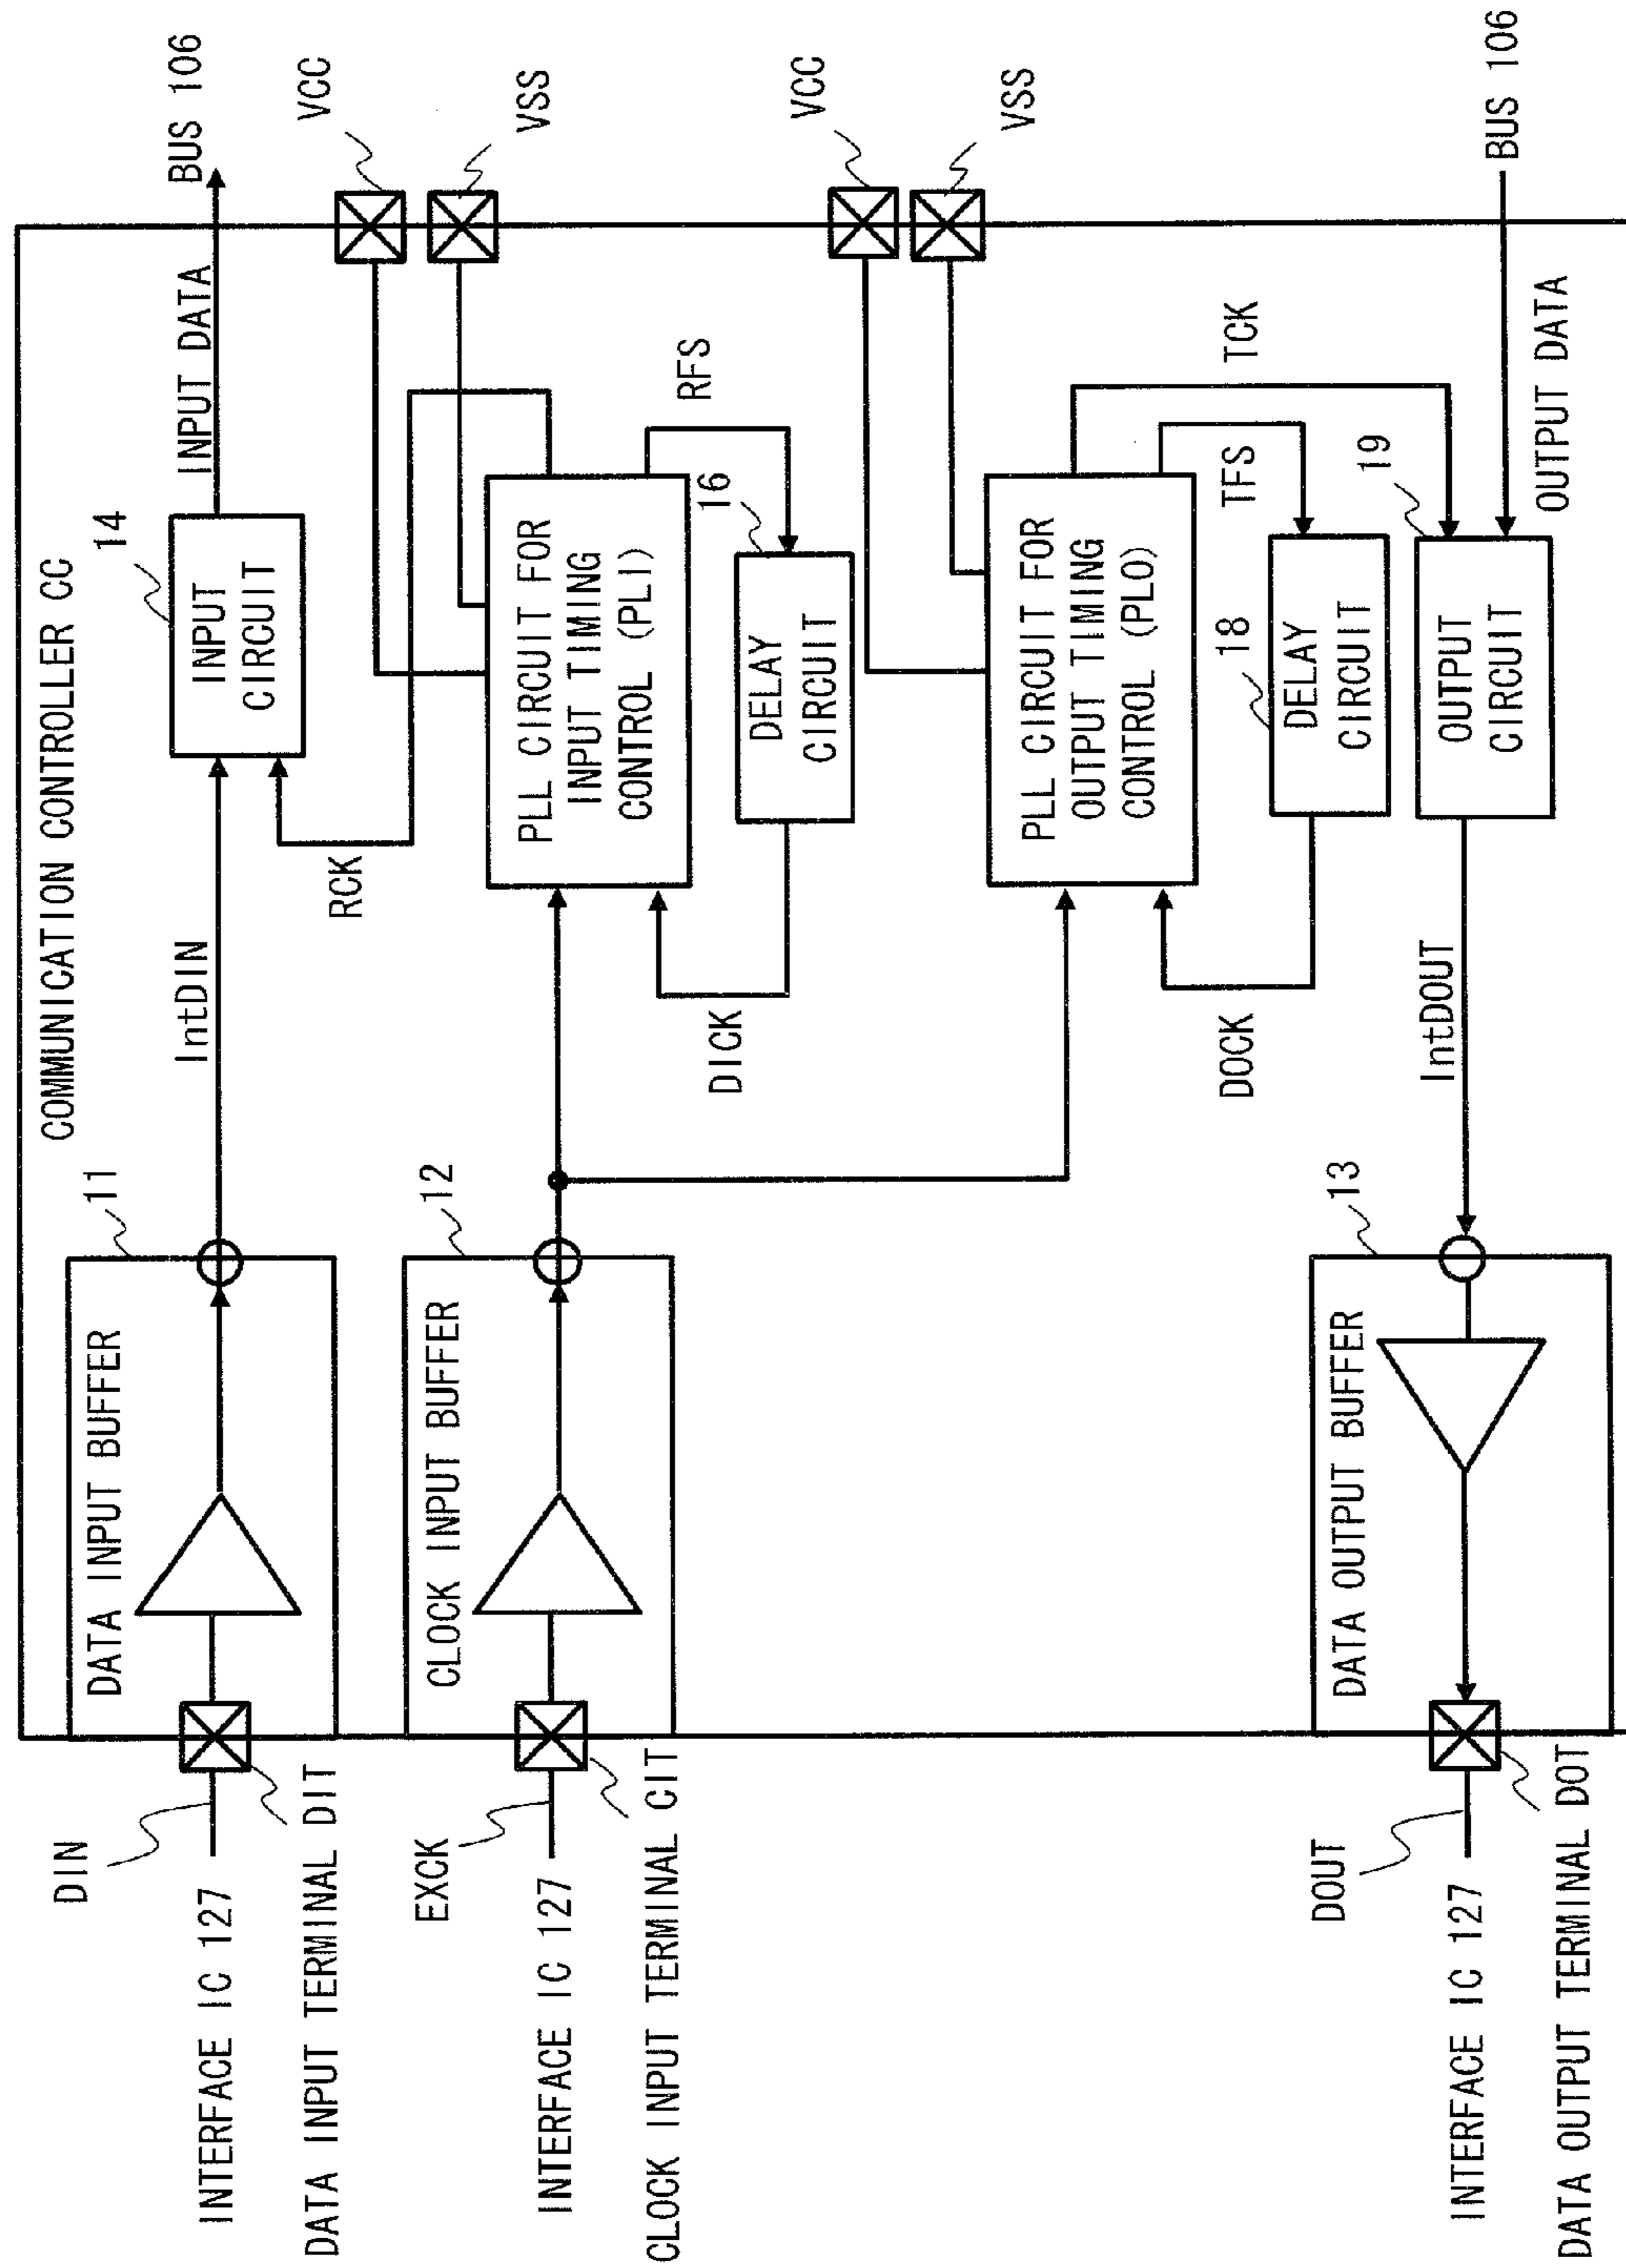 COMMUNICATION CONTROLLER CC
DIN
INTERFACE IC 127
DATA INPUT TERMINAL DIT
DATA INPUT BUFFER
11
IntDIN
14
INPUT
CIRCUIT
INPUT DATA
BUS 106
RCK
VCC
VSS
EXCK
INTERFACE IC 127
CLOCK INPUT TERMINAL CIT
CLOCK INPUT BUFFER
12
PLL CIRCUIT FOR
INPUT TIMING
CONTROL (PLI)
RFS
16
DELAY
CIRCUIT
DICK
VCC
VSS
PLL CIRCUIT FOR
OUTPUT TIMING
CONTROL (PLO)
TCK
TFS
18
DELAY
CIRCUIT
DOCK
19
OUTPUT
CIRCUIT
BUS 106
OUTPUT DATA
IntDOUT
13
DATA OUTPUT BUFFER
DOUT
INTERFACE IC 127
DATA OUTPUT TERMINAL DOT